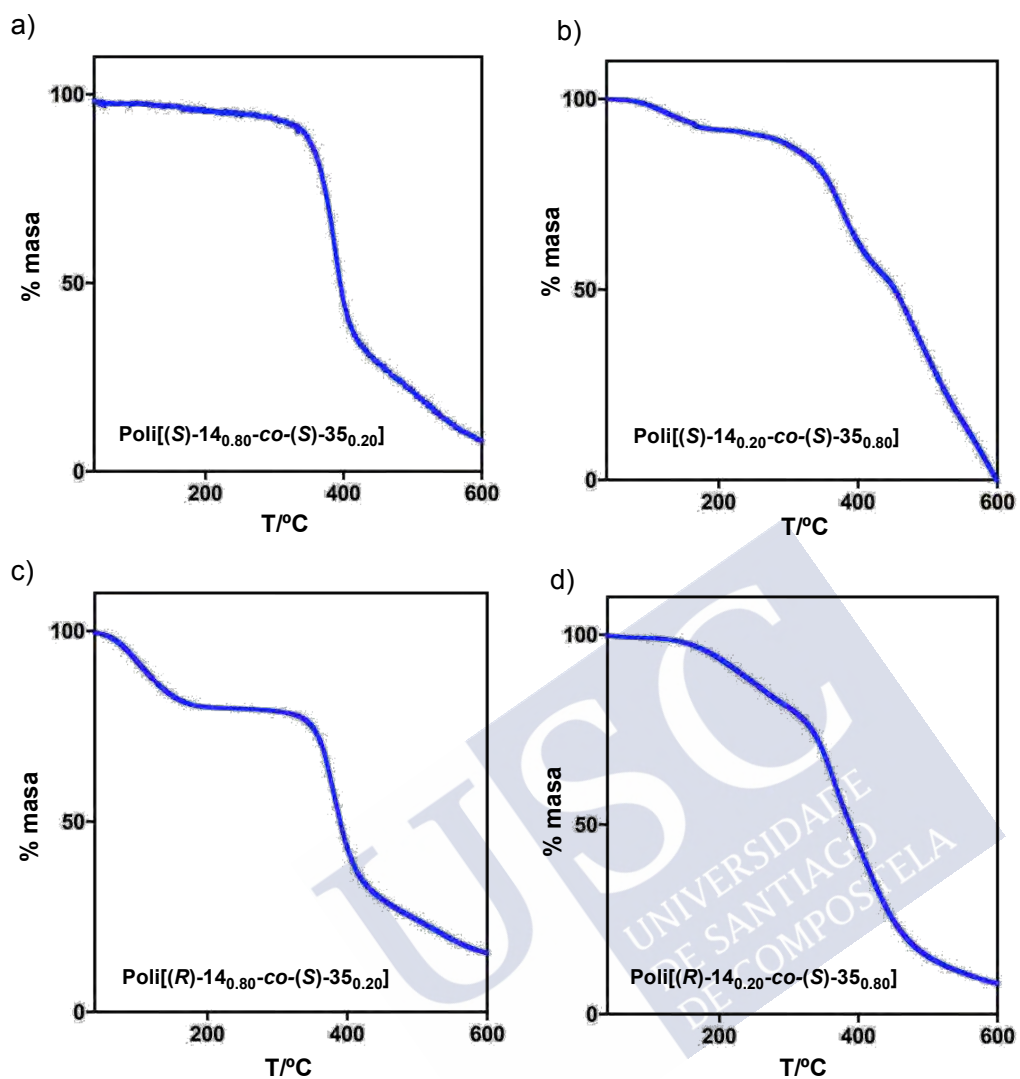 a)
100
50
0
200
400
600
% masa
T/ºC
Poli[(S)-14₀.₈₀-co-(S)-35₀.₂₀]
b)
100
50
0
200
400
600
% masa
T/ºC
Poli[(S)-14₀.₂₀-co-(S)-35₀.₈₀]
c)
100
50
0
200
400
600
% masa
T/ºC
Poli[(R)-14₀.₈₀-co-(S)-35₀.₂₀]
d)
100
50
0
200
400
600
% masa
T/ºC
Poli[(R)-14₀.₂₀-co-(S)-35₀.₈₀]
USC
UNIVERSIDADE
DE SANTIAGO
DE COMPOSTELA